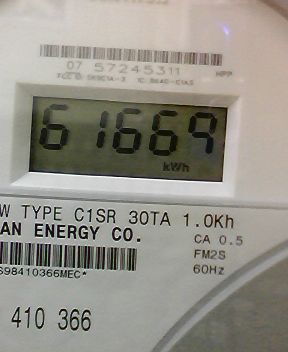 07 57245311 HPP
61669
kWh
W TYPE C1SR 30TA 1.0Kh
AN ENERGY CO.
CA 0.5
FM2S
60Hz
S98410366MEC*
410 366